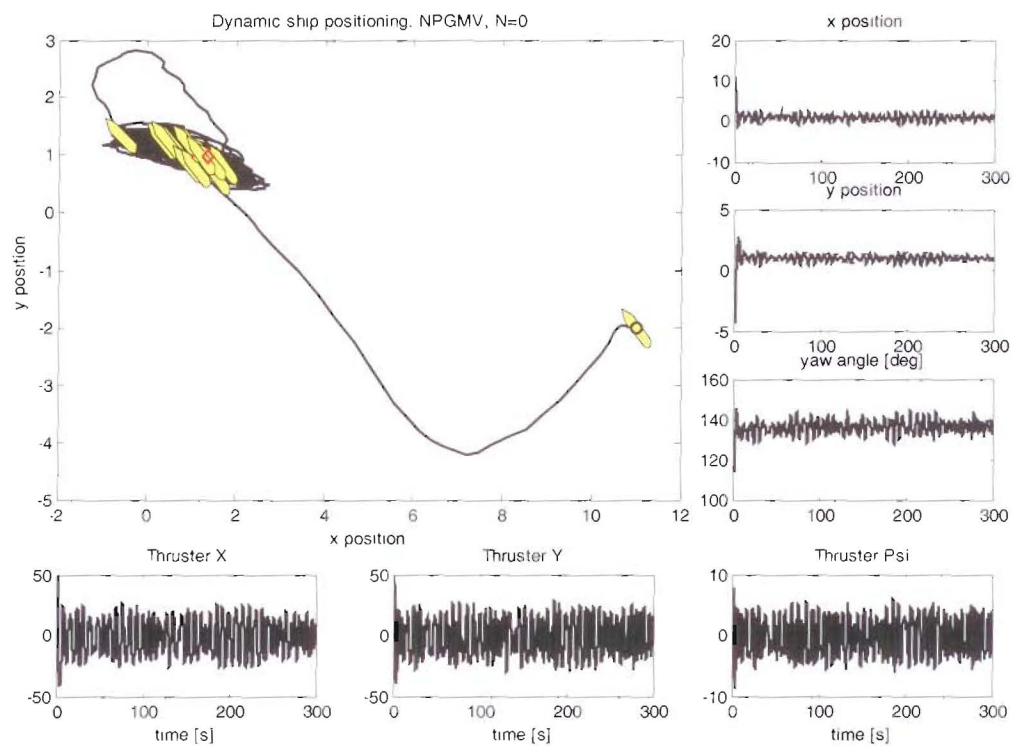 Dynamic ship positioning. NPGMV, N=0
3
2
1
0
-1
-2
-3
-4
-5
y position
-2 0 2 4 6 8 10 12
x position
x position
20
10
0
-10
0 100 200 300
y position
5
0
-5
0 100 200 300
yaw angle [deg]
160
140
120
100
0 100 200 300
Thruster X
50
0
-50
0 100 200 300
time [s]
Thruster Y
50
0
-50
0 100 200 300
time [s]
Thruster Psi
10
0
-10
0 100 200 300
time [s]